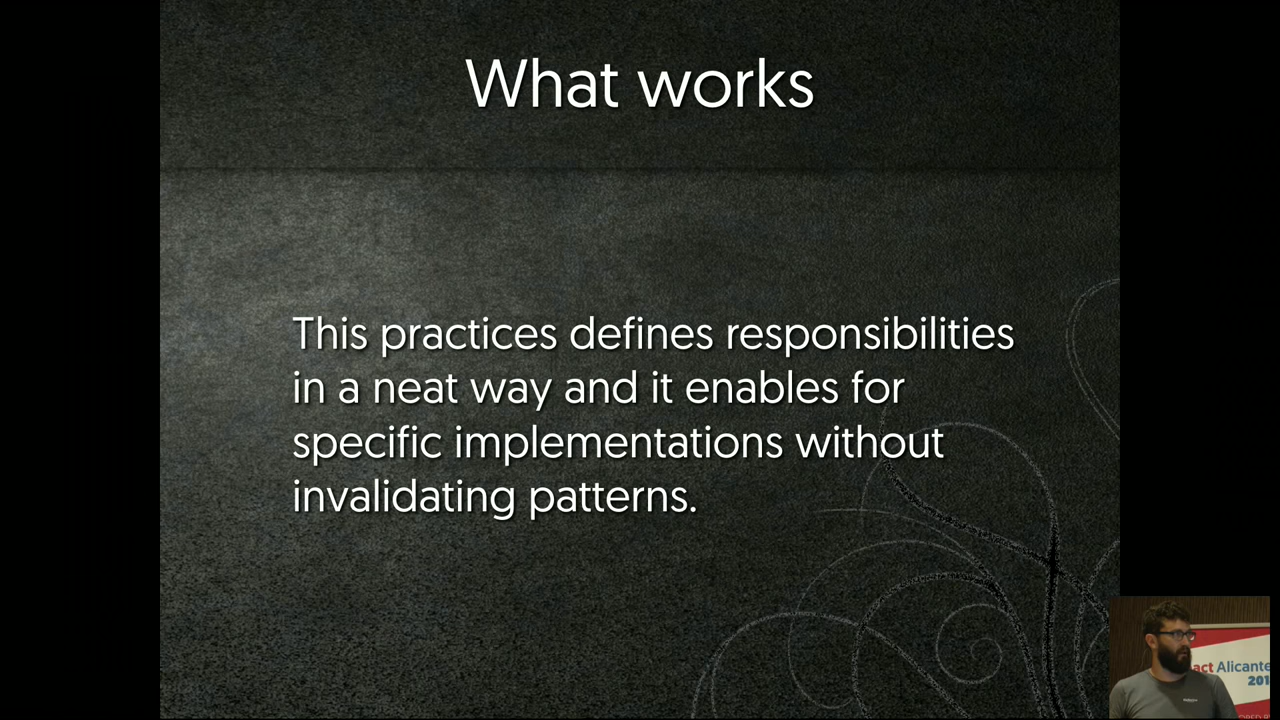 What works
This practices defines responsibilities
in a neat way and it enables for
specific implementations without
invalidating patterns.
act Alicante
201